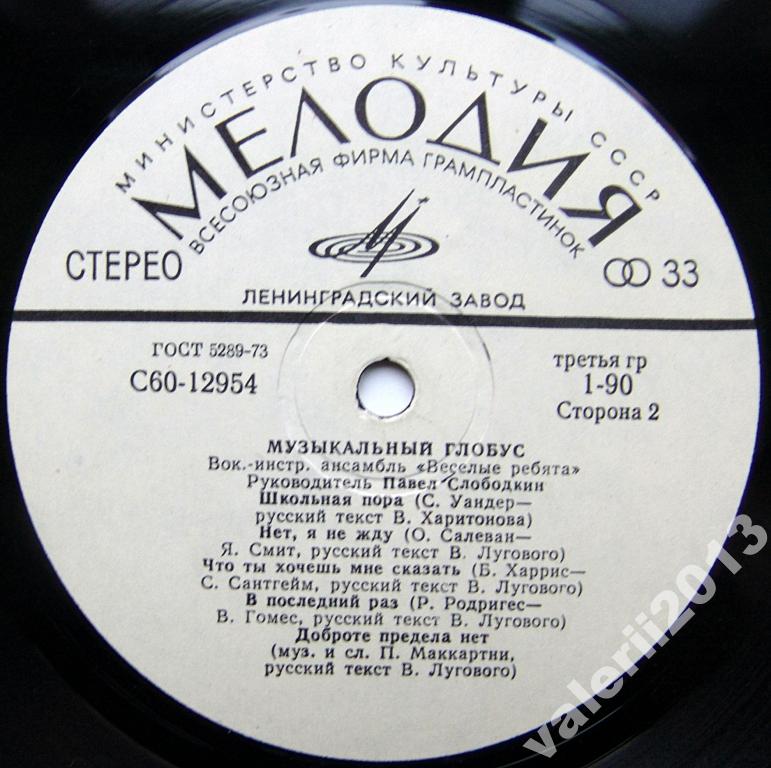 МИНИСТЕРСТВО КУЛЬТУРЫ СССР
МЕЛОДИЯ
ВСЕСОЮЗНАЯ ФИРМА ГРАМПЛАСТИНОК
СТЕРЕО
33
ЛЕНИНГРАДСКИЙ ЗАВОД
ГОСТ 5289-73
С60-12954
третья гр
1-90
Сторона 2
МУЗЫКАЛЬНЫЙ ГЛОБУС
Вок.-инстр. ансамбль «Веселые ребята»
Руководитель Павел Слободкин
Школьная пора (С. Уандер—
русский текст В. Харитонова)
Нет, я не жду (О. Салеван—
Я. Смит, русский текст В. Лугового)
Что ты хочешь мне сказать (Б. Харрис—
С. Сантгейм, русский текст В. Лугового)
В последний раз (Р. Родригес—
В. Гомес, русский текст В. Лугового)
Доброте предела нет
(муз. и сл. П. Маккартни,
русский текст В. Лугового)
valerii2013